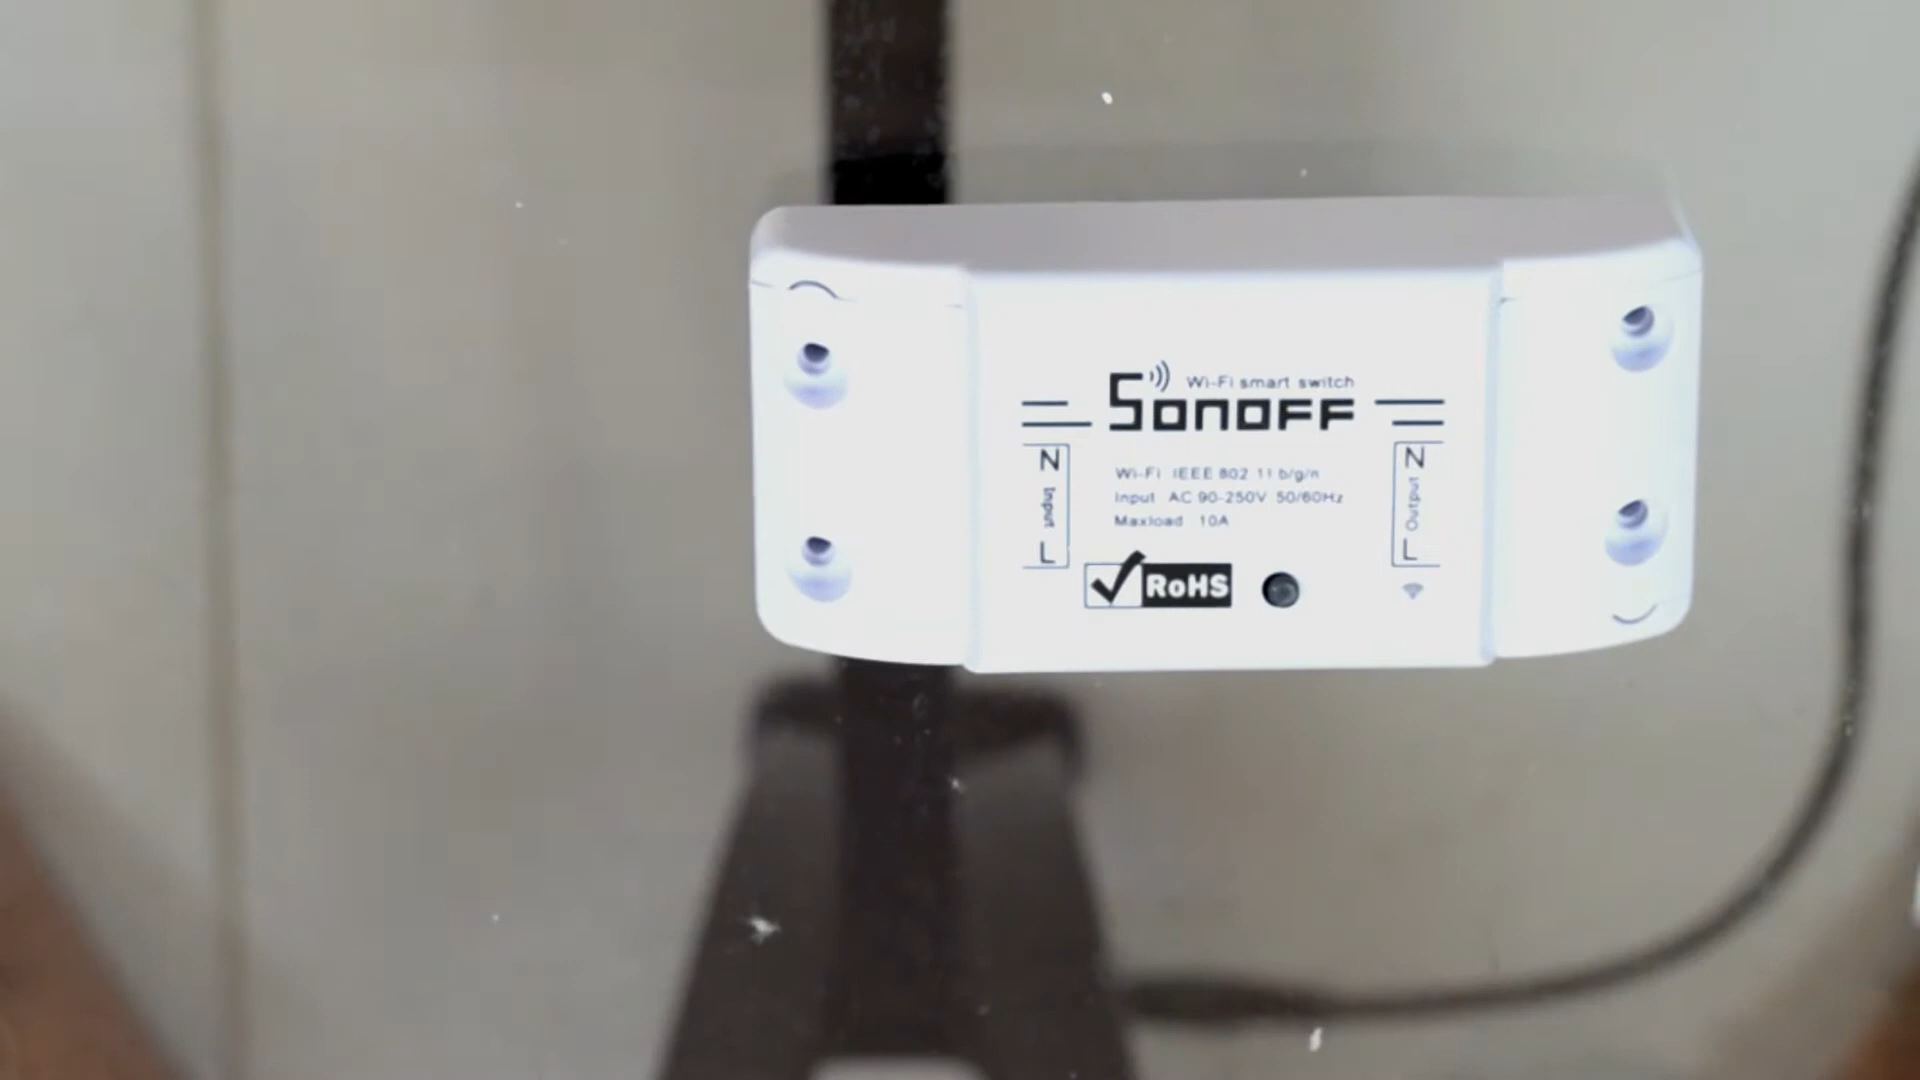 Wi-Fi smart switch
SONOFF
N Input L
Wi-Fi IEEE 802 11 b/g/n
Input AC 90-250V 50/60Hz
Maxload 10A
N Output L
RoHS